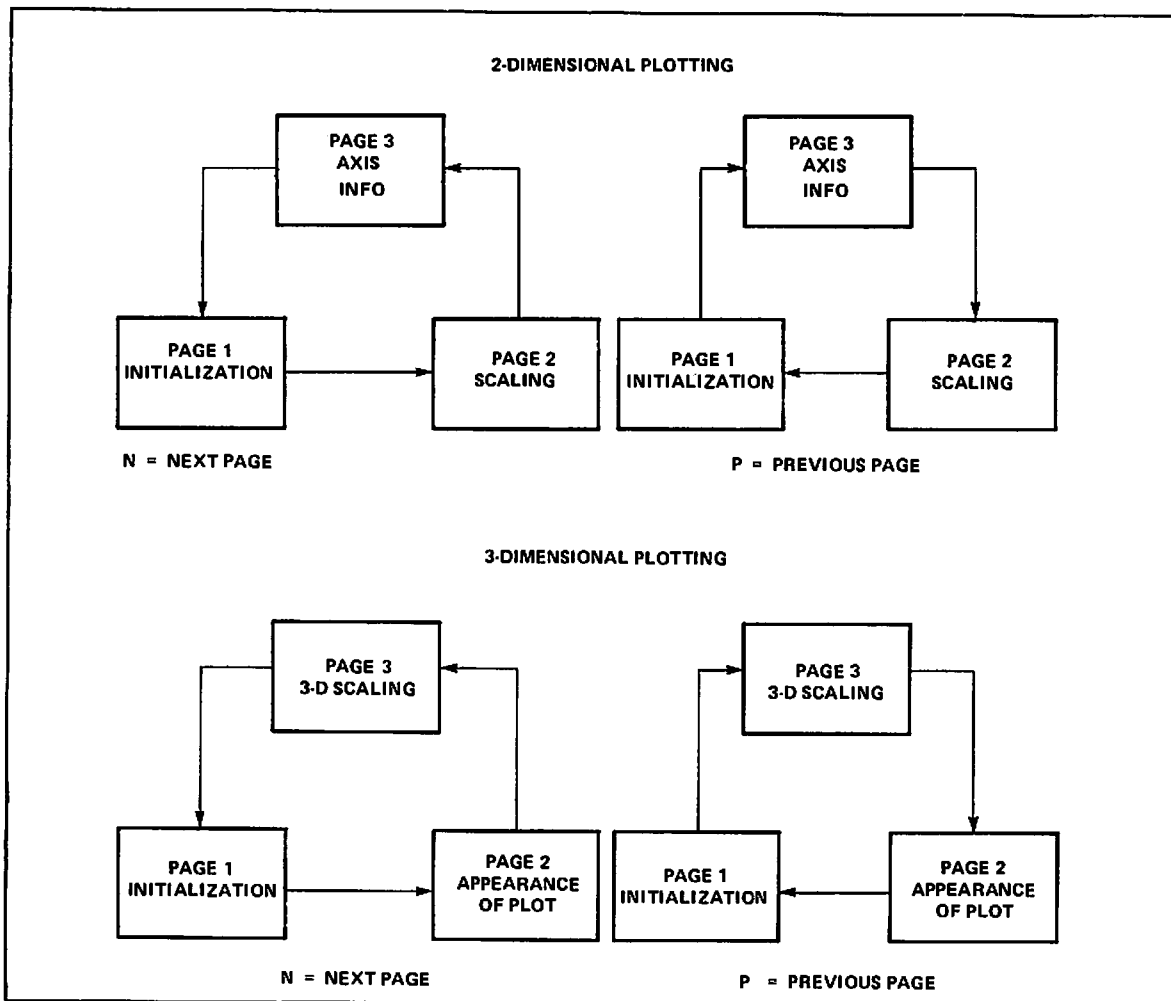 2-DIMENSIONAL PLOTTING
PAGE 3
AXIS
INFO
PAGE 1
INITIALIZATION
PAGE 2
SCALING
N = NEXT PAGE
PAGE 3
AXIS
INFO
PAGE 1
INITIALIZATION
PAGE 2
SCALING
P = PREVIOUS PAGE
3-DIMENSIONAL PLOTTING
PAGE 3
3-D SCALING
PAGE 1
INITIALIZATION
PAGE 2
APPEARANCE
OF PLOT
N = NEXT PAGE
PAGE 3
3-D SCALING
PAGE 1
INITIALIZATION
PAGE 2
APPEARANCE
OF PLOT
P = PREVIOUS PAGE